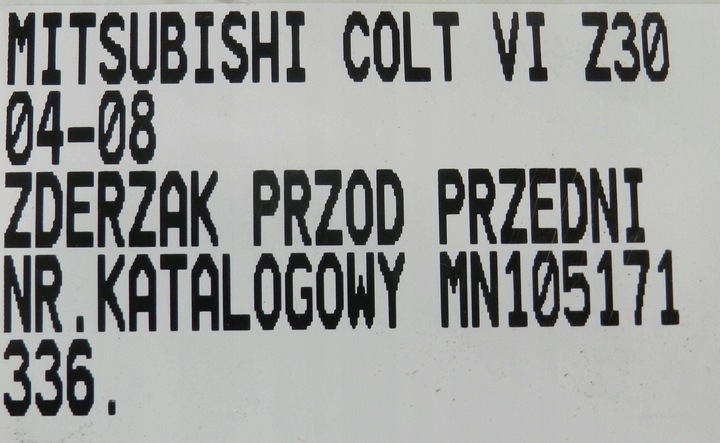 MITSUBISHI COLT VI Z30
04-08
ZDERZAK PRZOD PRZEDNI
NR.KATALOGOWY MN105171
336.